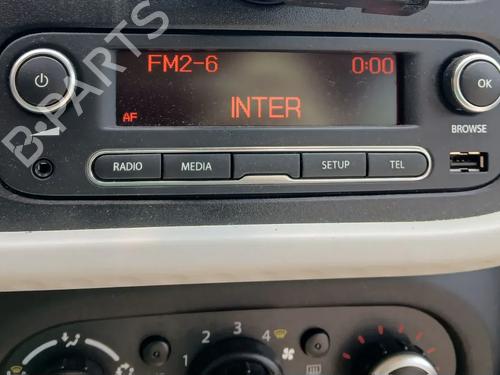 FM2-6 0:00
AF INTER
OK
BROWSE
RADIO MEDIA SETUP TEL
1 2 3 4
B-PARTS